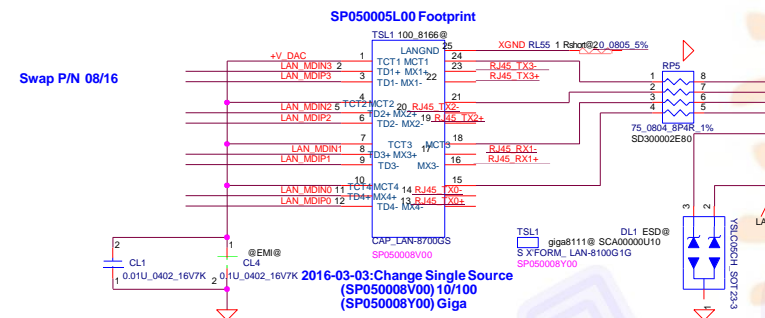 SP050005L00 Footprint
TSL1 100_8166@
LANGND 25 XGND RL55 1 Rshort@2 0_0805_5%
+V_DAC 1 TCT1 MCT1 24
LAN_MDIN3 2 TD1+ MX1+ 23 RJ45_TX3-
LAN_MDIP3 3 TD1- MX1- 22 RJ45_TX3+
Swap P/N 08/16
RP5
1 8
2 7
3 6
4 5
75_0804_8P4R_1%
SD300002E80
4 TCT2 MCT2 21
LAN_MDIN2 5 TD2+ MX2+ 20 RJ45_TX2-
LAN_MDIP2 6 TD2- MX2- 19 RJ45_TX2+
7 TCT3 MCT3 18
LAN_MDIN1 8 TD3+ MX3+ 17 RJ45_RX1-
LAN_MDIP1 9 TD3- MX3- 16 RJ45_RX1+
10 TCT4 MCT4 15
LAN_MDIN0 11 TD4+ MX4+ 14 RJ45_TX0-
LAN_MDIP0 12 TD4- MX4- 13 RJ45_TX0+
CAP_LAN-8700GS
SP050008V00
TSL1
giga8111@
S X'FORM_ LAN-8100G1G
SP050008Y00
DL1 ESD@
SCA00000U10
3 2
YSLC05CH_SOT23-3
1
LA
2
CL1
1 0.01U_0402_16V7K
1 @EMI@
CL4
2 0.1U_0402_16V7K
2016-03-03:Change Single Source
(SP050008V00) 10/100
(SP050008Y00) Giga